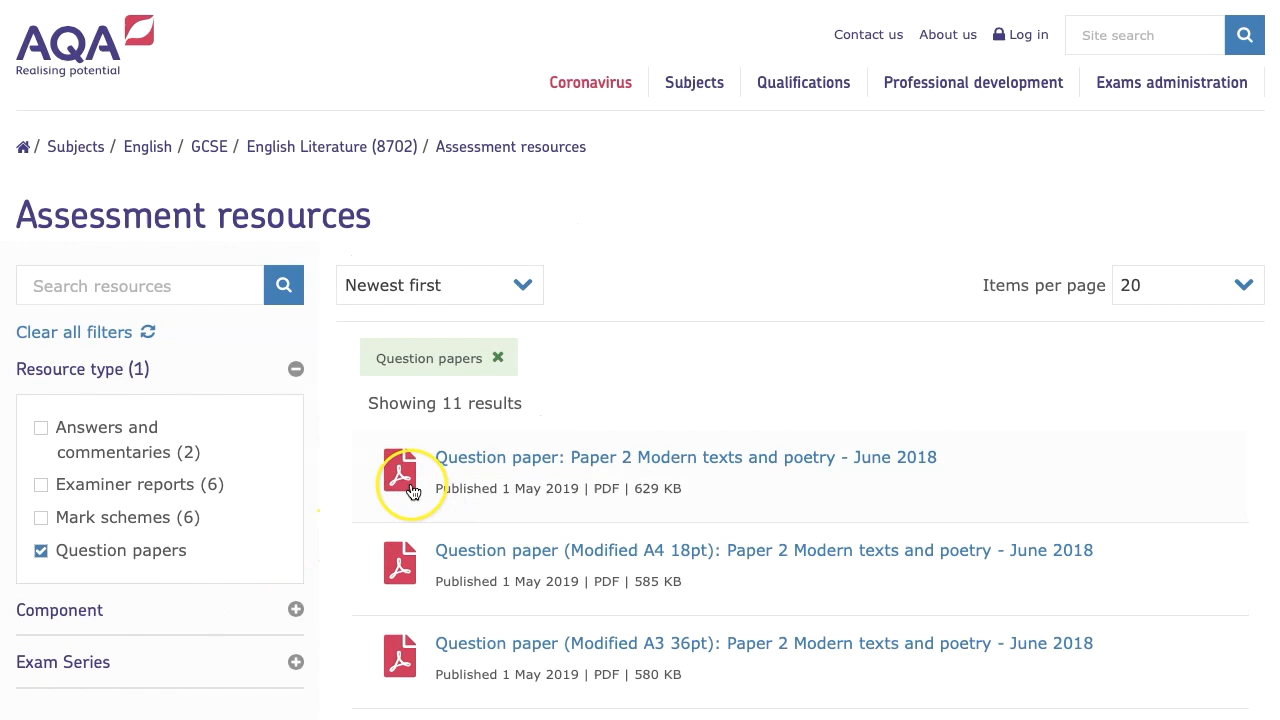 AQA
Realising potential
Contact us About us Log in Site search
Coronavirus Subjects Qualifications Professional development Exams administration
/ Subjects / English / GCSE / English Literature (8702) / Assessment resources
Assessment resources
Search resources
Newest first
Items per page 20
Clear all filters
Resource type (1)
Answers and
commentaries (2)
Examiner reports (6)
Mark schemes (6)
Question papers
Component
Exam Series
Question papers
Showing 11 results
Question paper: Paper 2 Modern texts and poetry - June 2018
Published 1 May 2019 | PDF | 629 KB
Question paper (Modified A4 18pt): Paper 2 Modern texts and poetry - June 2018
Published 1 May 2019 | PDF | 585 KB
Question paper (Modified A3 36pt): Paper 2 Modern texts and poetry - June 2018
Published 1 May 2019 | PDF | 580 KB